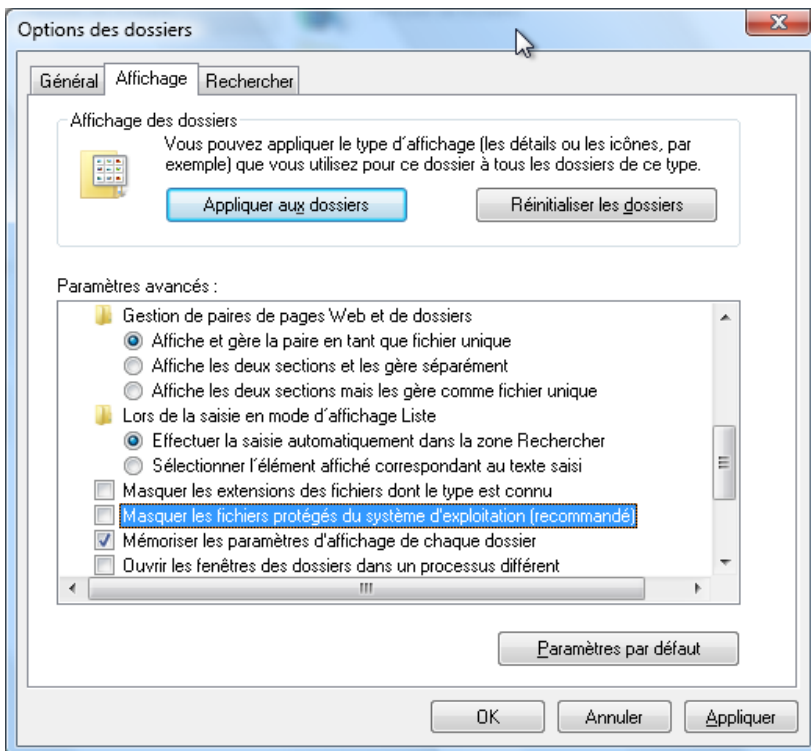 Options des dossiers
Général
Affichage
Rechercher
Affichage des dossiers
Vous pouvez appliquer le type d'affichage (les détails ou les icônes, par
exemple) que vous utilisez pour ce dossier à tous les dossiers de ce type.
Appliquer aux dossiers
Réinitialiser les dossiers
Paramètres avancés :
Gestion de paires de pages Web et de dossiers
Affiche et gère la paire en tant que fichier unique
Affiche les deux sections et les gère séparément
Affiche les deux sections mais les gère comme fichier unique
Lors de la saisie en mode d'affichage Liste
Effectuer la saisie automatiquement dans la zone Rechercher
Sélectionner l'élément affiché correspondant au texte saisi
Masquer les extensions des fichiers dont le type est connu
Masquer les fichiers protégés du système d'exploitation (recommandé)
Mémoriser les paramètres d'affichage de chaque dossier
Ouvrir les fenêtres des dossiers dans un processus différent
Paramètres par défaut
OK
Annuler
Appliquer